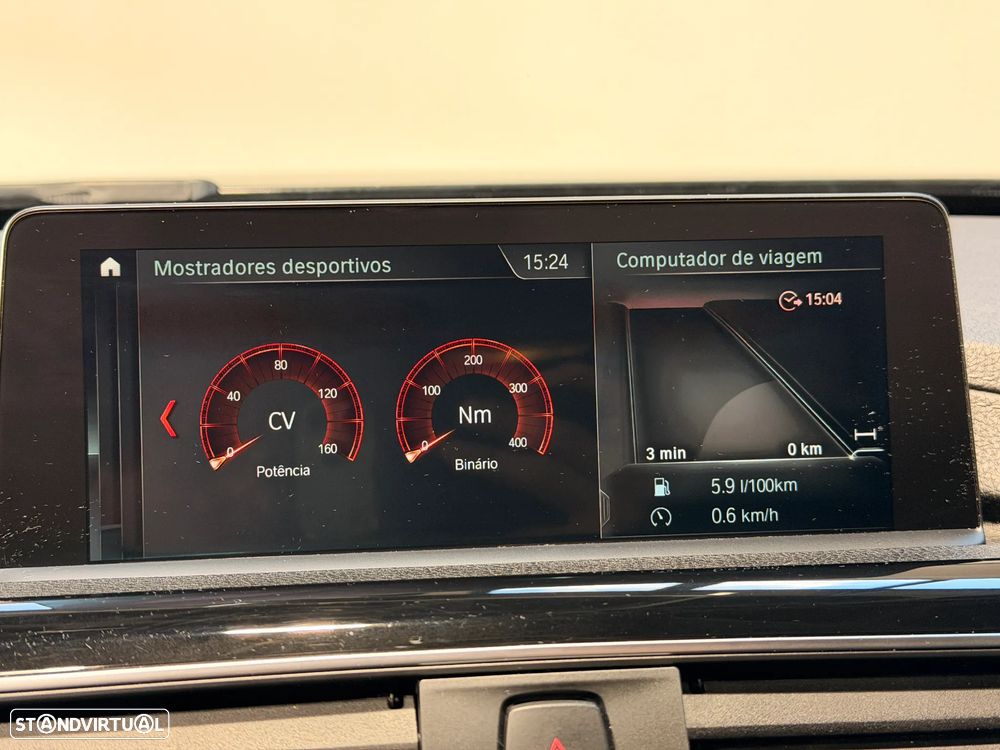 Mostradores desportivos
15:24
Computador de viagem
15:04
0 40 80 120 160
CV
Potência
0 100 200 300 400
Nm
Binário
3 min 0 km
5.9 l/100km
0.6 km/h
STANDVIRTUAL